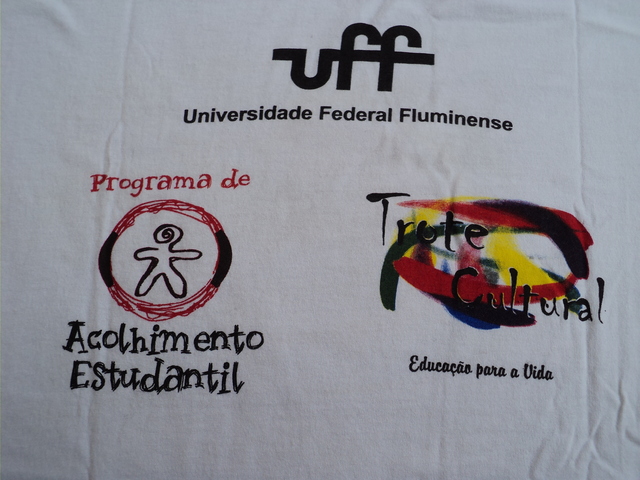 uff
Universidade Federal Fluminense
Programa de
Acolhimento
Estudantil
Trote
Cultural
Educação para a Vida